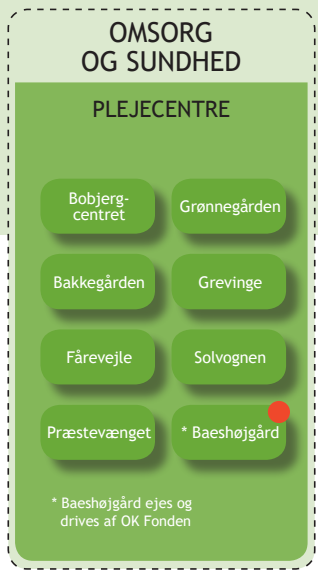 OMSORG
OG SUNDHED
PLEJECENTRE
Bobjerg-
centret
Grønnegården
Bakkegården
Grevinge
Fårevejle
Solvognen
Præstevænget
* Baeshøjgård
* Baeshøjgård ejes og
drives af OK Fonden